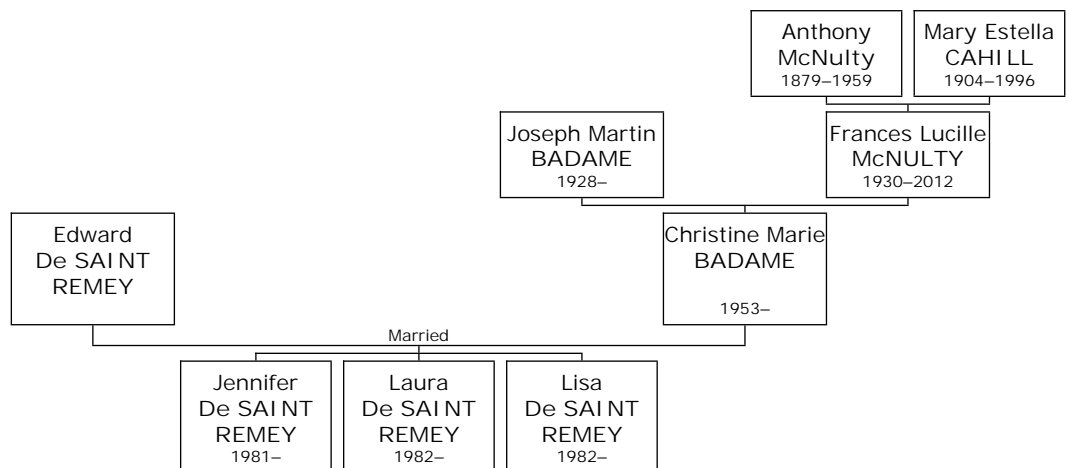 Anthony
McNulty
1879–1959
Mary Estella
CAHILL
1904–1996
Joseph Martin
BADAME
1928–
Frances Lucille
McNULTY
1930–2012
Edward
De SAINT
REMEY
Christine Marie
BADAME
1953–
Married
Jennifer
De SAINT
REMEY
1981–
Laura
De SAINT
REMEY
1982–
Lisa
De SAINT
REMEY
1982–